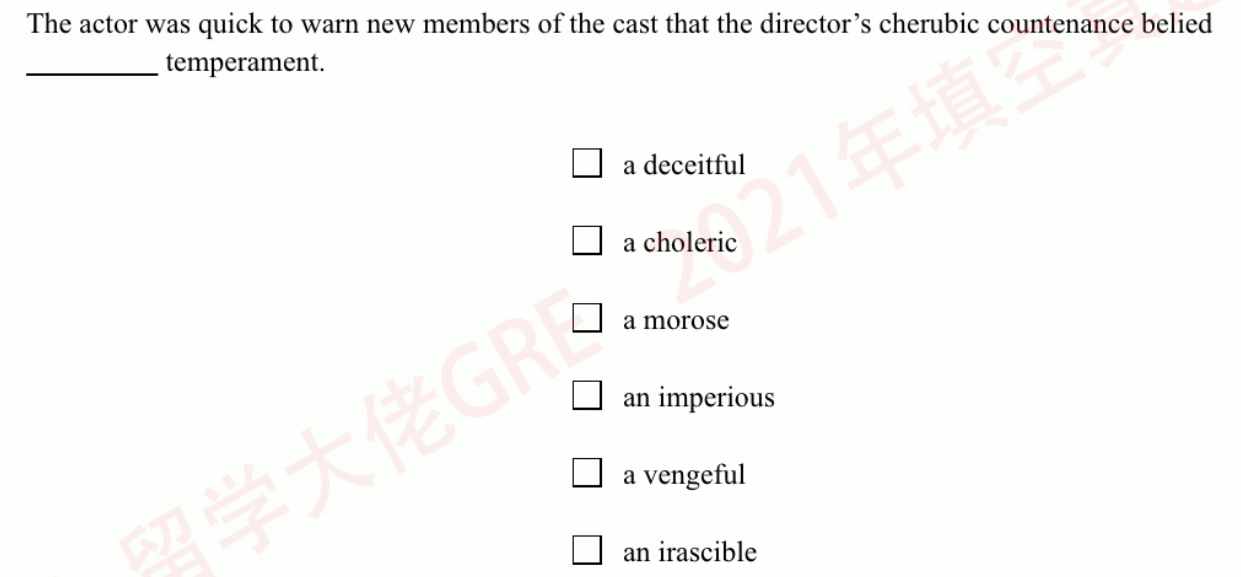 The actor was quick to warn new members of the cast that the director’s cherubic countenance belied
__________ temperament.
a deceitful
a choleric
a morose
an imperious
a vengeful
an irascible
留学大佬GRE 2021年填空真